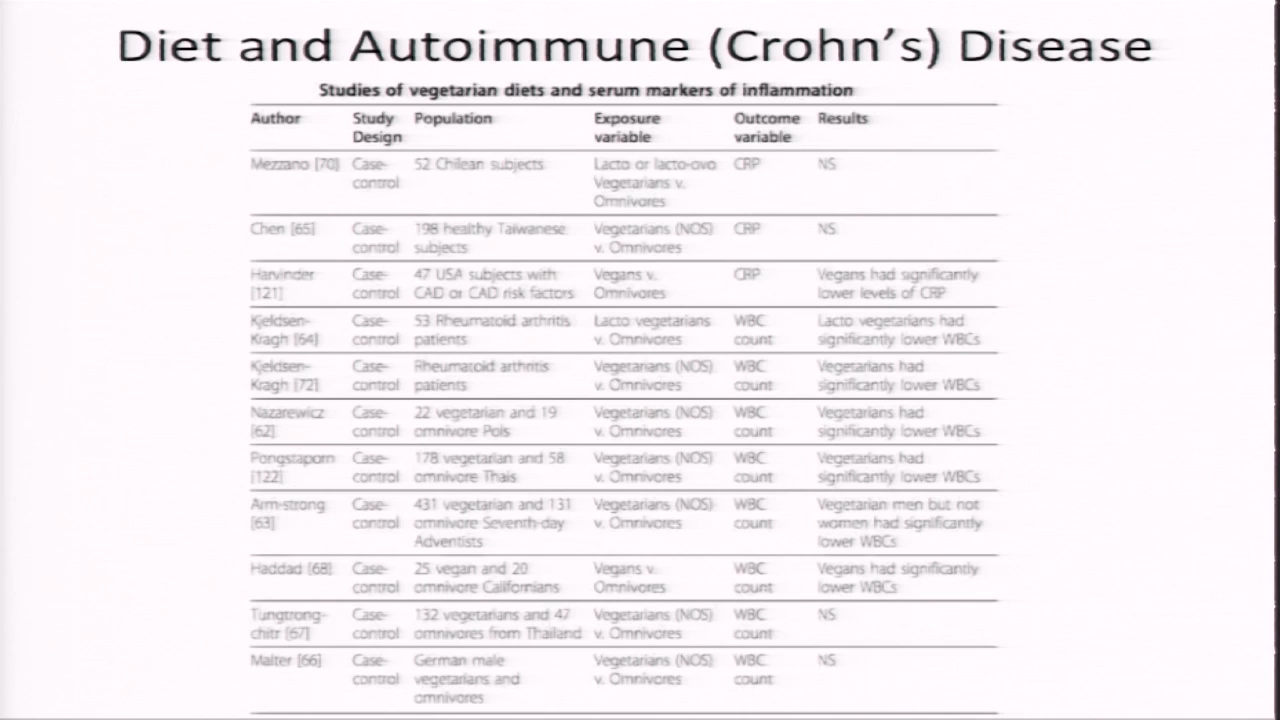 Diet and Autoimmune (Crohn's) Disease
Studies of vegetarian diets and serum markers of inflammation
Author Study Design Population Exposure variable Outcome variable Results
Mezzano [70] Case-control 52 Chilean subjects Lacto or lacto-ovo Vegetarians v. Omnivores CRP NS
Chen [65] Case-control 198 healthy Taiwanese subjects Vegetarians (NOS) v. Omnivores CRP NS
Harvinder [121] Case-control 47 USA subjects with CAD or CAD risk factors Vegans v. Omnivores CRP Vegans had significantly lower levels of CRP
Kjeldsen-Kragh [64] Case-control 53 Rheumatoid arthritis patients Lacto vegetarians v. Omnivores WBC count Lacto vegetarians had significantly lower WBCs
Kjeldsen-Kragh [72] Case-control Rheumatoid arthritis patients Vegetarians (NOS) v. Omnivores WBC count Vegetarians had significantly lower WBCs
Nazarewicz [62] Case-control 22 vegetarian and 19 omnivore Pols Vegetarians (NOS) v. Omnivores WBC count Vegetarians had significantly lower WBCs
Pongstaporn [122] Case-control 178 vegetarian and 58 omnivore Thais Vegetarians (NOS) v. Omnivores WBC count Vegetarians had significantly lower WBCs
Arm-strong [63] Case-control 431 vegetarian and 131 omnivore Seventh-day Adventists Vegetarians (NOS) v. Omnivores WBC count Vegetarian men but not women had significantly lower WBCs
Haddad [68] Case-control 25 vegan and 20 omnivore Californians Vegans v. Omnivores WBC count Vegans had significantly lower WBCs
Tungtrong-chitr [67] Case-control 132 vegetarians and 47 omnivores from Thailand Vegetarians (NOS) v. Omnivores WBC count NS
Malter [66] Case-control German male vegetarians and omnivores Vegetarians (NOS) v. Omnivores WBC count NS